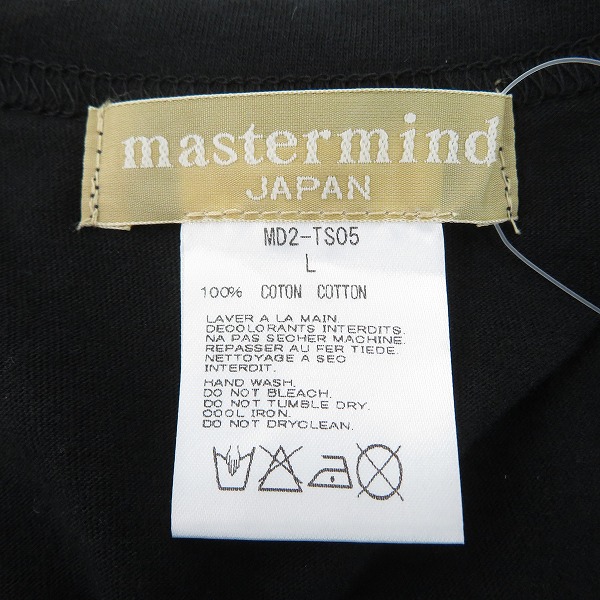 mastermind
JAPAN
MD2-TS05
L
100% COTON COTTON
LAVER A LA MAIN.
DECOLORANTS INTERDITS.
NA PAS SECHER MACHINE.
REPASSER AU FER TIEDE.
NETTOYAGE A SEC
INTERDIT.
HAND WASH.
DO NOT BLEACH.
DO NOT TUMBLE DRY.
COOL IRON.
DO NOT DRYCLEAN.